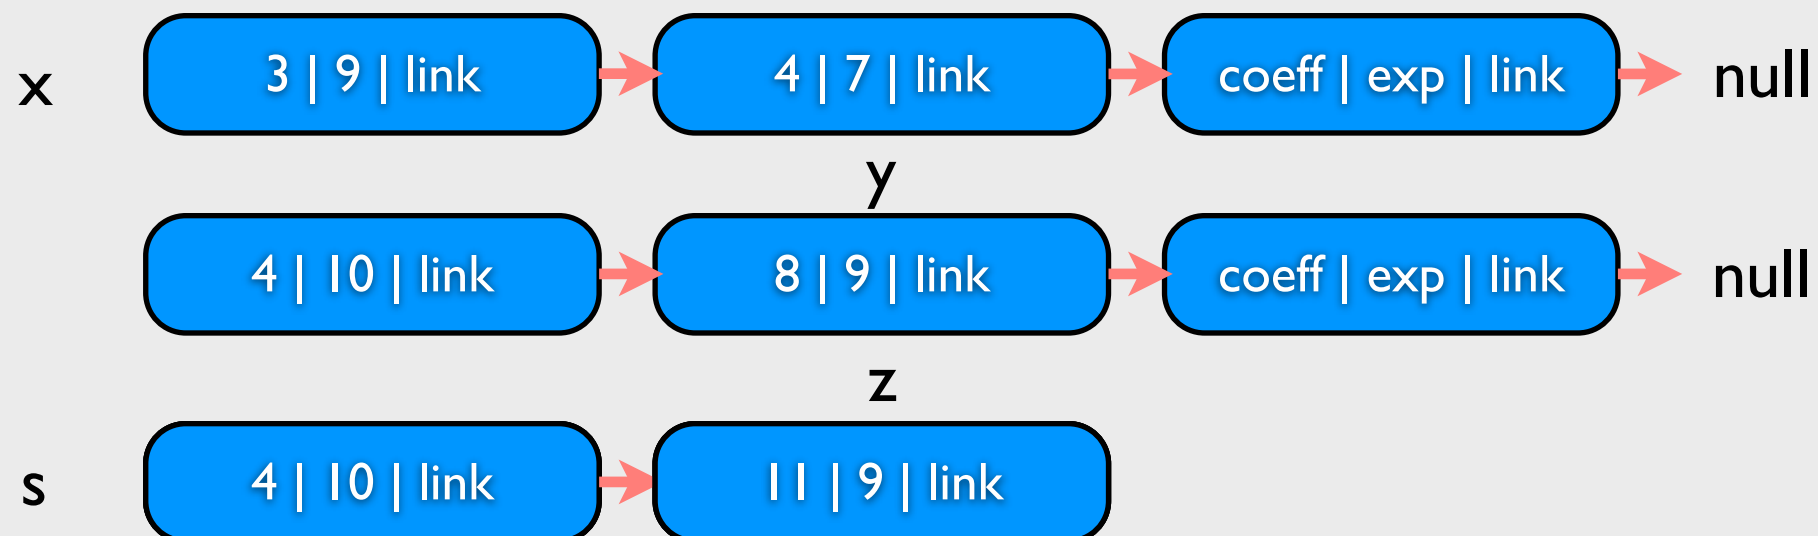 x 3 | 9 | link 4 | 7 | link coeff | exp | link null
y
4 | 10 | link 8 | 9 | link coeff | exp | link null
z
s 4 | 10 | link 11 | 9 | link